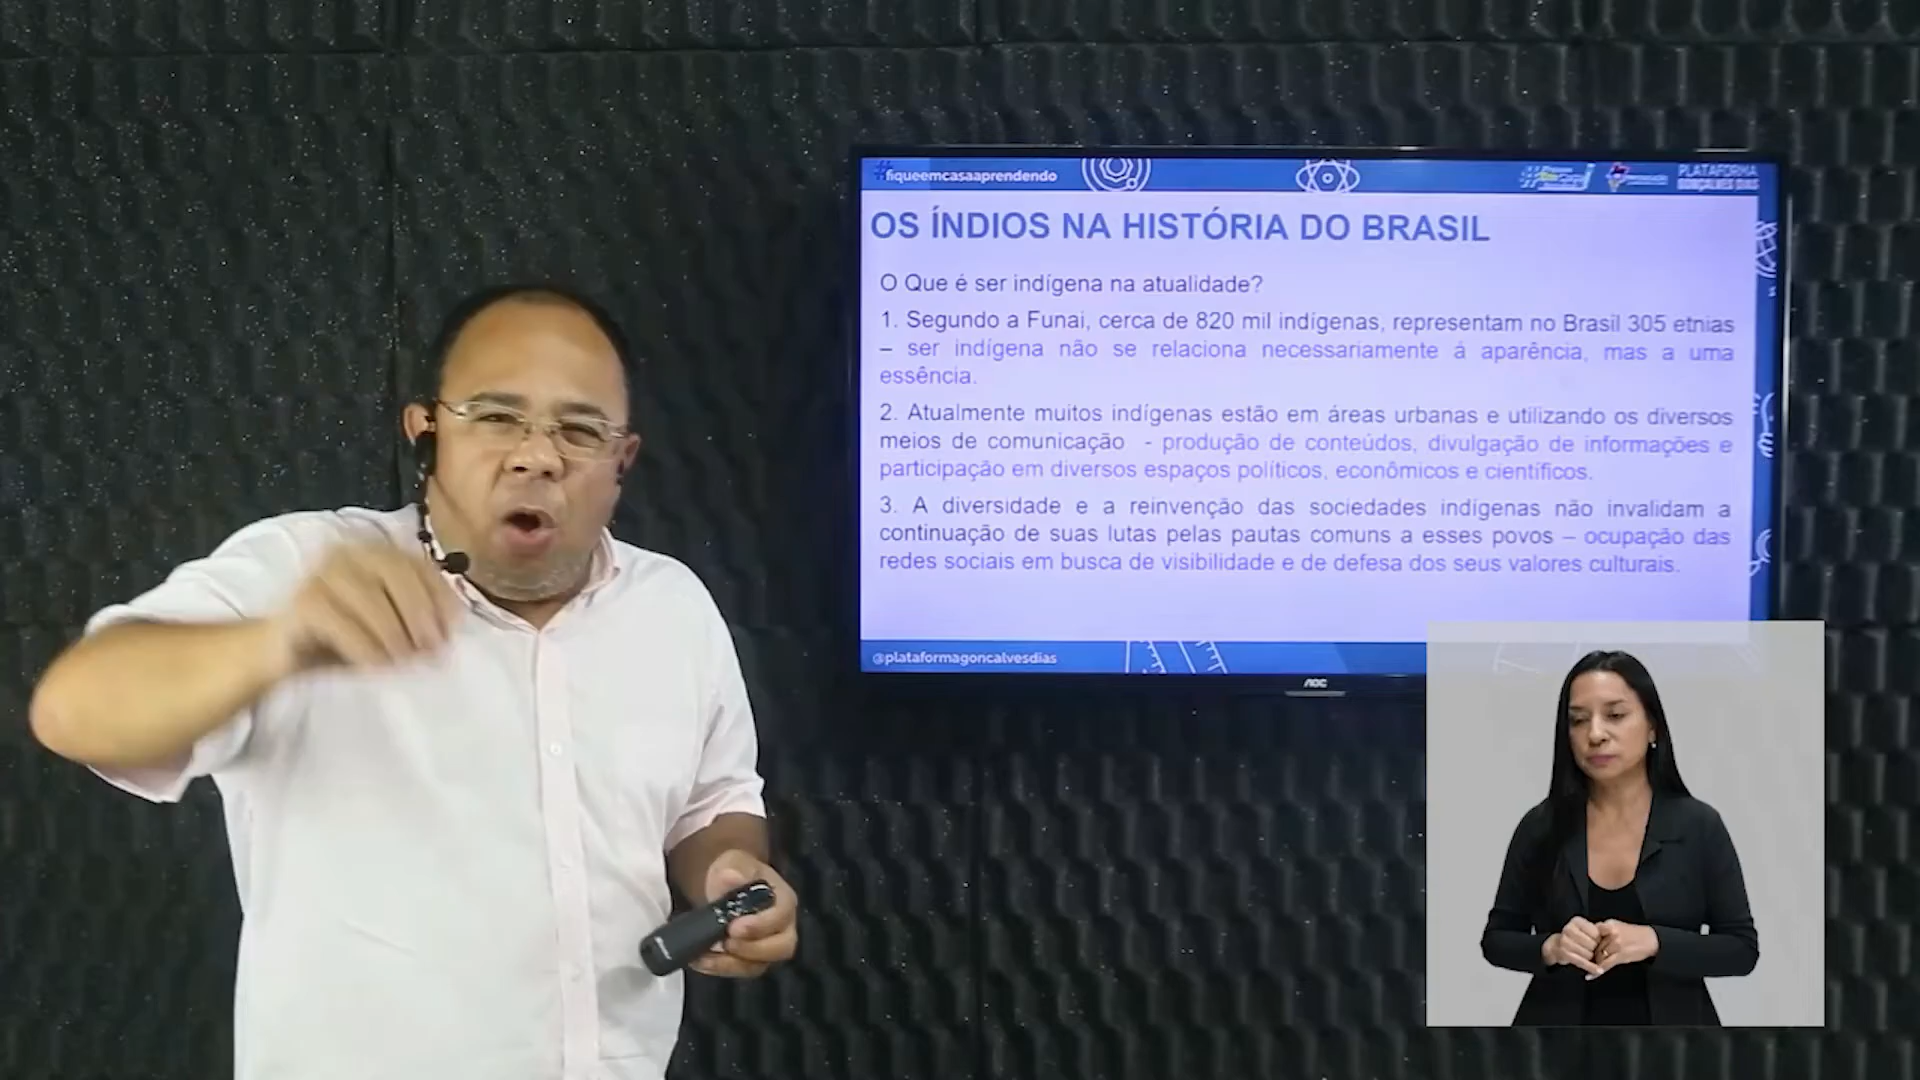 #fiqueemcasaaprendendo
PLATAFORMA
GONÇALVES DIAS
OS ÍNDIOS NA HISTÓRIA DO BRASIL
O Que é ser indígena na atualidade?
1. Segundo a Funai, cerca de 820 mil indígenas, representam no Brasil 305 etnias
– ser indígena não se relaciona necessariamente á aparência, mas a uma
essência.
2. Atualmente muitos indígenas estão em áreas urbanas e utilizando os diversos
meios de comunicação - produção de conteúdos, divulgação de informações e
participação em diversos espaços políticos, econômicos e científicos.
3. A diversidade e a reinvenção das sociedades indígenas não invalidam a
continuação de suas lutas pelas pautas comuns a esses povos – ocupação das
redes sociais em busca de visibilidade e de defesa dos seus valores culturais.
@plataformagoncalvesdias
AOC